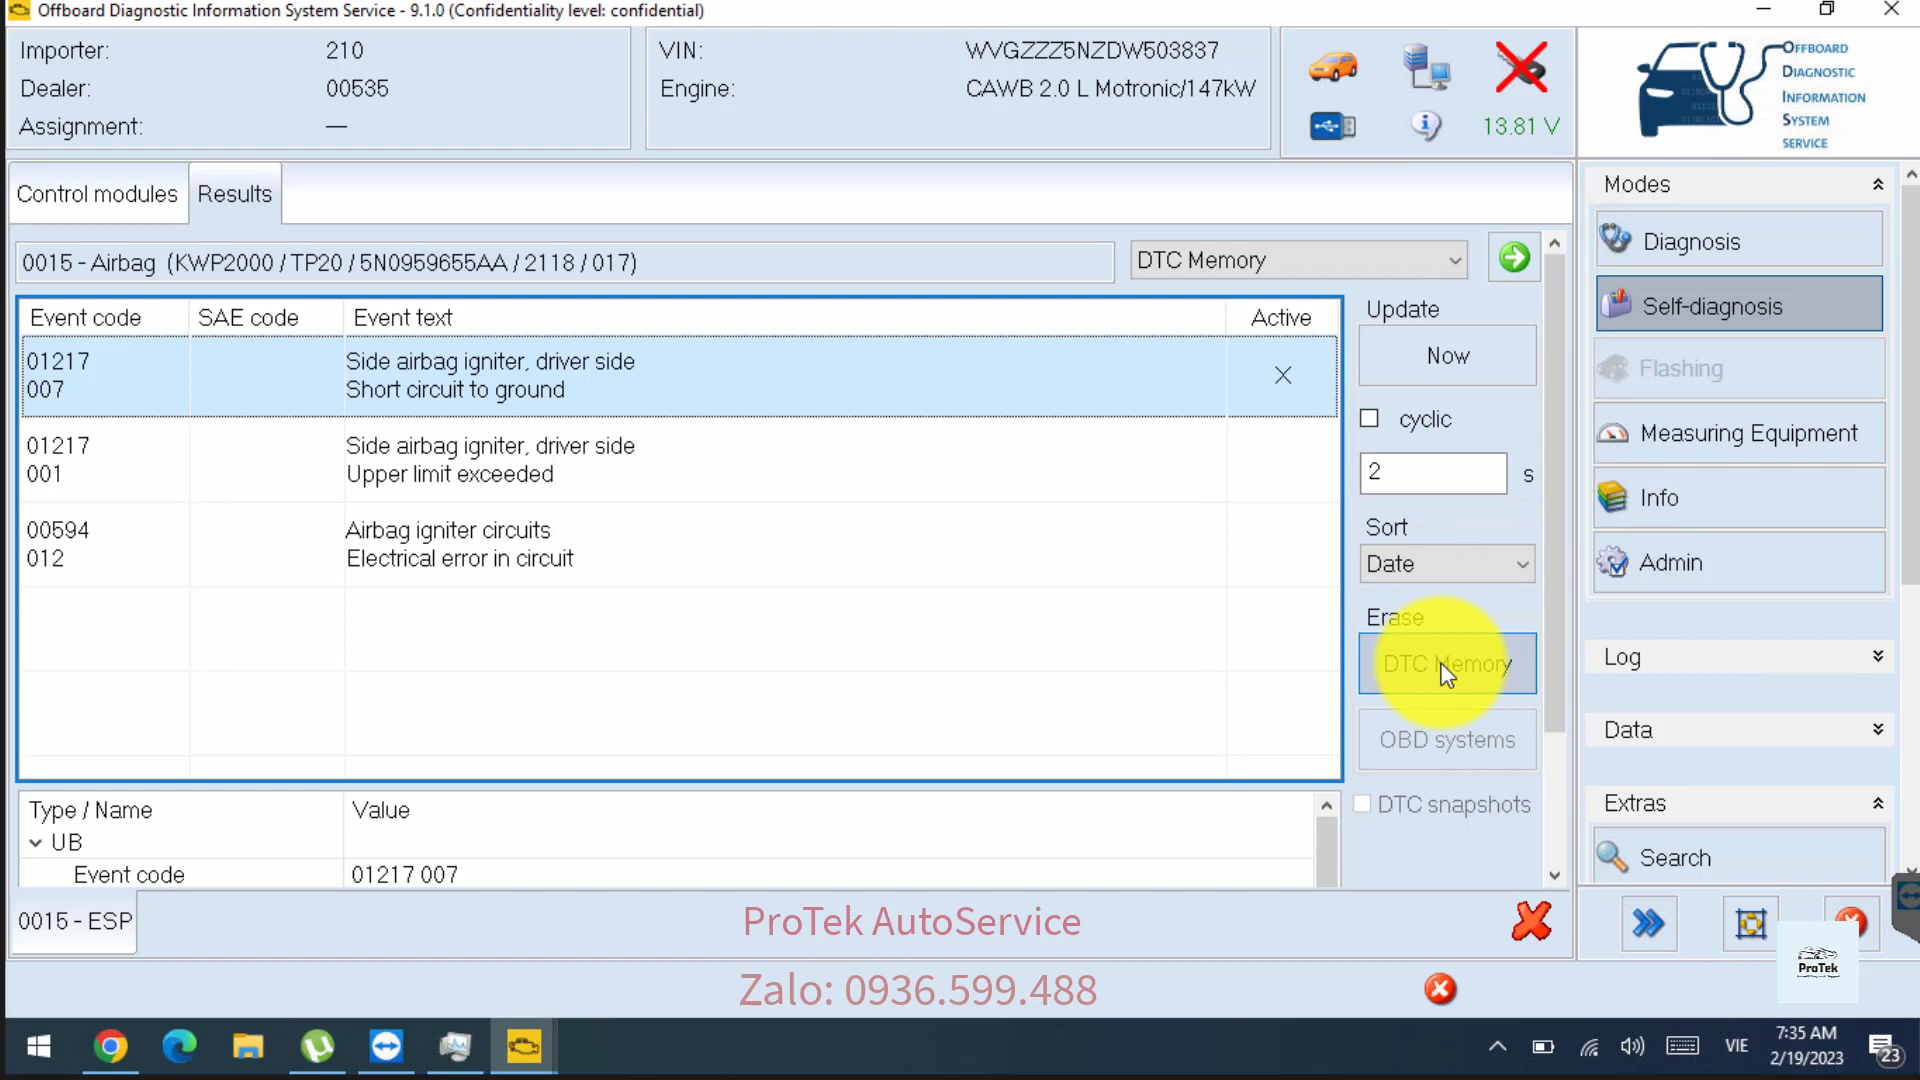 Offboard Diagnostic Information System Service - 9.1.0 (Confidentiality level: confidential)
Importer: 210
Dealer: 00535
Assignment: —
VIN: WVGZZZ5NZDW503837
Engine: CAWB 2.0 L Motronic/147kW
13.81 V
OFFBOARD
DIAGNOSTIC
INFORMATION
SYSTEM
SERVICE
Control modules Results
0015 - Airbag (KWP2000 / TP20 / 5N0959655AA / 2118 / 017) DTC Memory
Event code SAE code Event text Active
01217 Side airbag igniter, driver side
007 Short circuit to ground
01217 Side airbag igniter, driver side
001 Upper limit exceeded
00594 Airbag igniter circuits
012 Electrical error in circuit
Update
Now
cyclic
2 s
Sort
Date
Erase
DTC Memory
OBD systems
DTC snapshots
Type / Name Value
UB
Event code 01217 007
0015 - ESP
Modes
Diagnosis
Self-diagnosis
Flashing
Measuring Equipment
Info
Admin
Log
Data
Extras
Search
ProTek AutoService
Zalo: 0936.599.488
ProTek
VIE
7:35 AM
2/19/2023
23